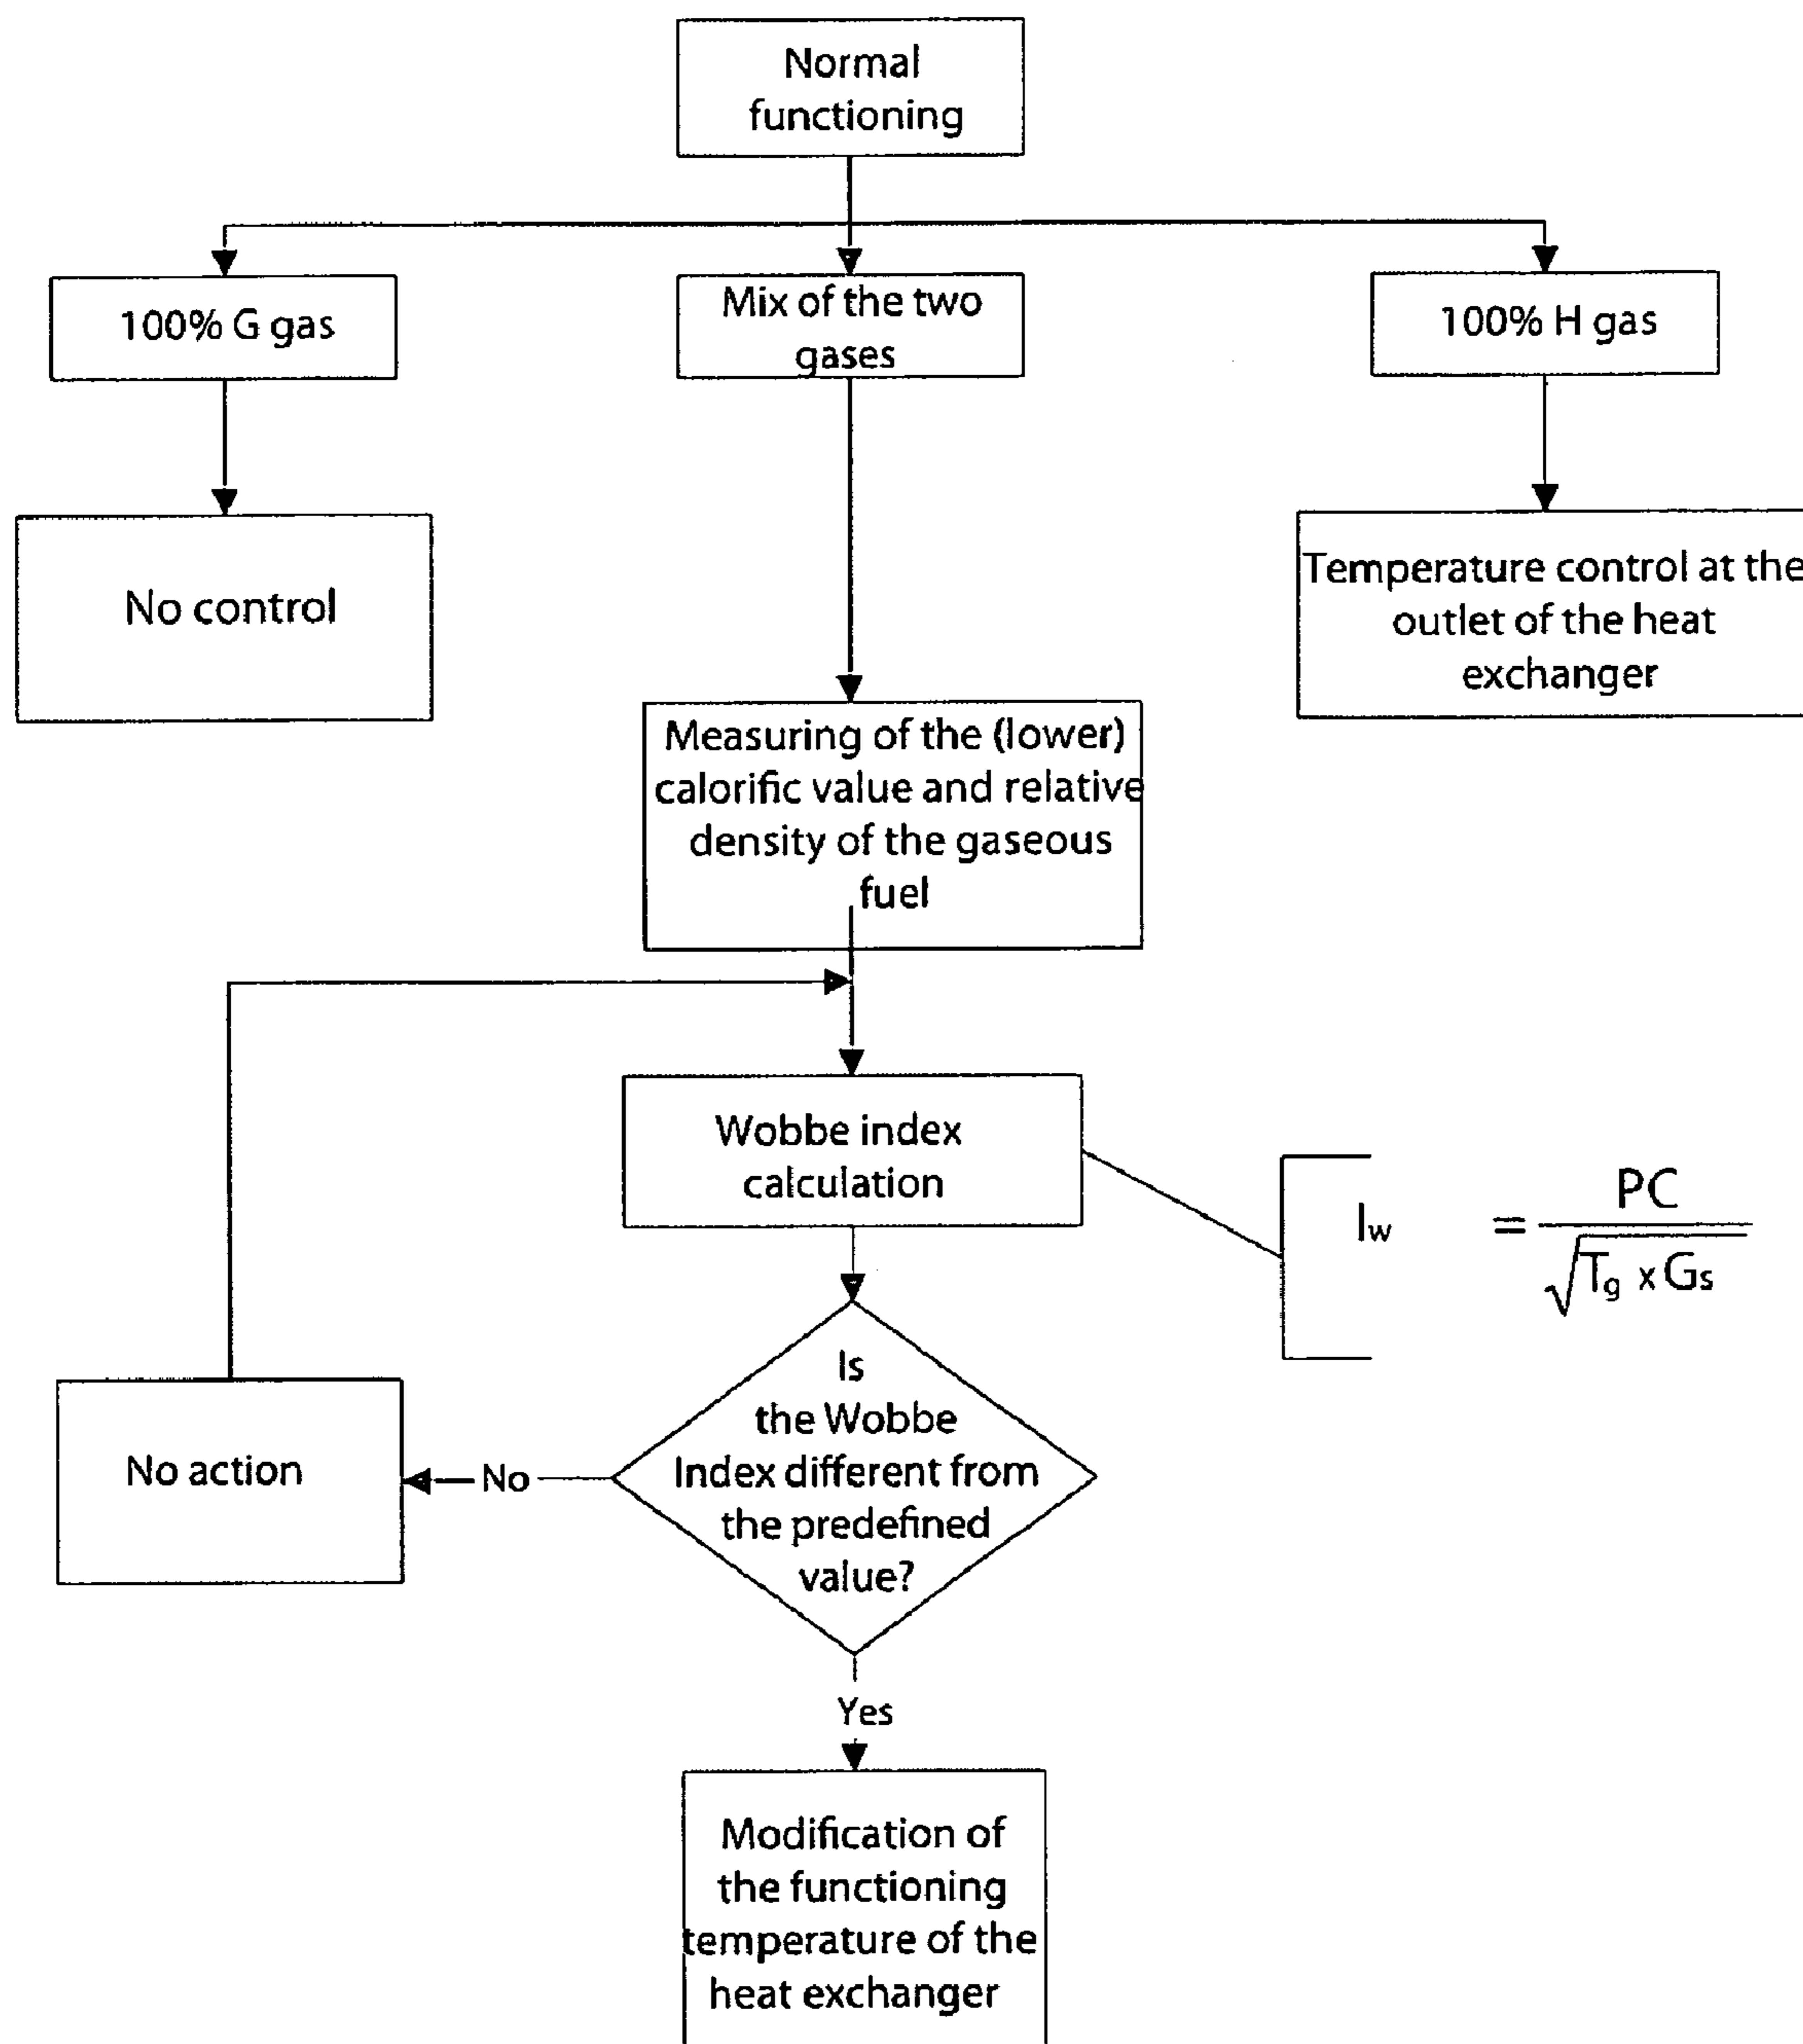 Normal
functioning
100% G gas
Mix of the two
gases
100% H gas
No control
Temperature control at the
outlet of the heat
exchanger
Measuring of the (lower)
calorific value and relative
density of the gaseous
fuel
Wobbe index
calculation
Iw = PC / √Tg x Gs
Is
the Wobbe
Index different from
the predefined
value?
No
No action
Yes
Modification of
the functioning
temperature of the
heat exchanger